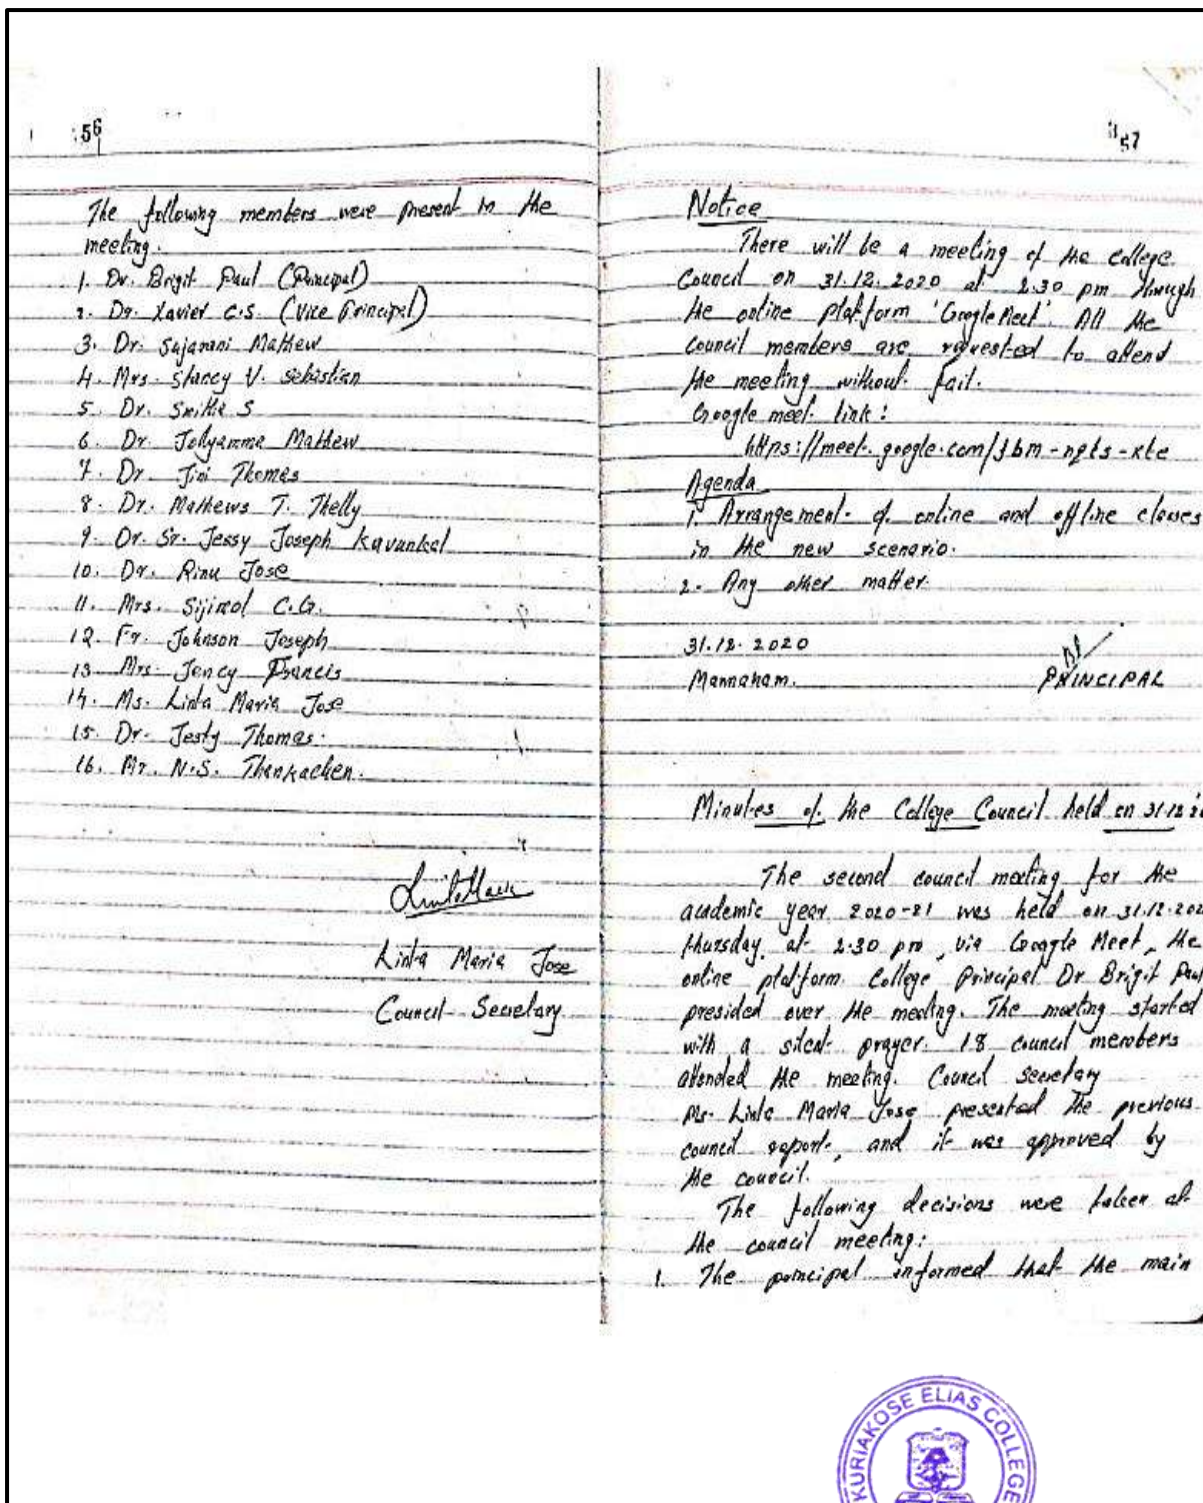 56
The following members were present in the
meeting.
1. Dr. Brigit Paul (Principal)
2. Dr. Xavier C.S. (Vice Principal)
3. Dr. Sujarani Mathew
4. Mrs. Stancy V. Sebastian
5. Dr. Smitha S
6. Dr. Jollyamma Mathew
7. Dr. Jini Thomas
8. Dr. Mathews T. Thelly
9. Dr. Sr. Jessy Joseph Kavunkal
10. Dr. Rinu Jose
11. Mrs. Sijimol C.G.
12. Fr. Johnson Joseph
13. Mrs. Jency Francis
14. Ms. Linta Maria Jose
15. Dr. Jesty Thomas.
16. Mr. N.S. Thankachen.
Linta Maria Jose
Council Secretary
57
Notice
There will be a meeting of the College
Council on 31.12.2020 at 2.30 pm through
the online platform 'Google Meet'. All the
council members are requested to attend
the meeting without fail.
Google meet link:
https://meet.google.com/
Agenda
1. Arrangement of online and offline classes
in the new scenario.
2. Any other matter.
31.12.2020
Mannanam.
PRINCIPAL
Minutes of the College Council held on 31.12.20
The second council meeting for the
academic year 2020-21 was held on 31.12.202
thursday, at 2.30 pm, via Google Meet, the
online platform. College Principal Dr Brigit Paul
presided over the meeting. The meeting started
with a silent prayer. 18 council members
attended the meeting. Council Secretary
Ms. Linta Maria Jose presented the previous
council report, and it was approved by
the council.
The following decisions were taken at
the council meeting:
1. The principal informed that the main
KURIAKOSE ELIAS COLLEGE